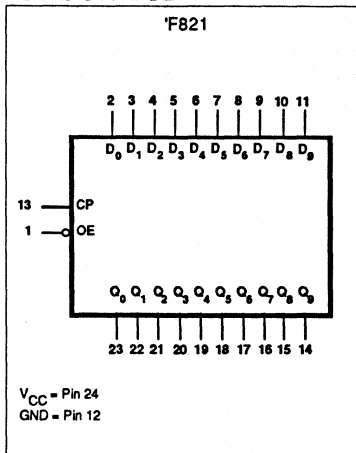 'F821
2 3 4 5 6 7 8 9 10 11
D0 D1 D2 D3 D4 D5 D6 D7 D8 D9
13 CP
1 OE
Q0 Q1 Q2 Q3 Q4 Q5 Q6 Q7 Q8 Q9
23 22 21 20 19 18 17 16 15 14
VCC = Pin 24
GND = Pin 12